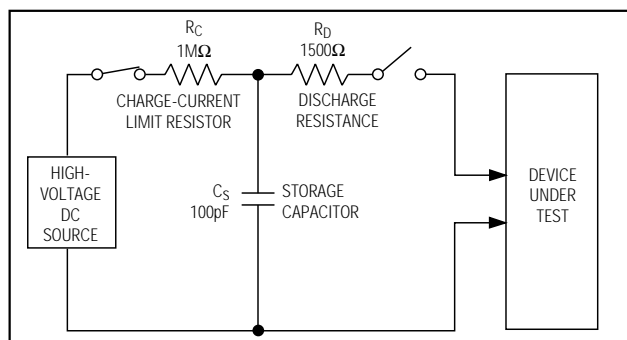 RC
1MΩ
CHARGE-CURRENT
LIMIT RESISTOR
RD
1500Ω
DISCHARGE
RESISTANCE
HIGH-
VOLTAGE
DC
SOURCE
CS
100pF
STORAGE
CAPACITOR
DEVICE
UNDER
TEST